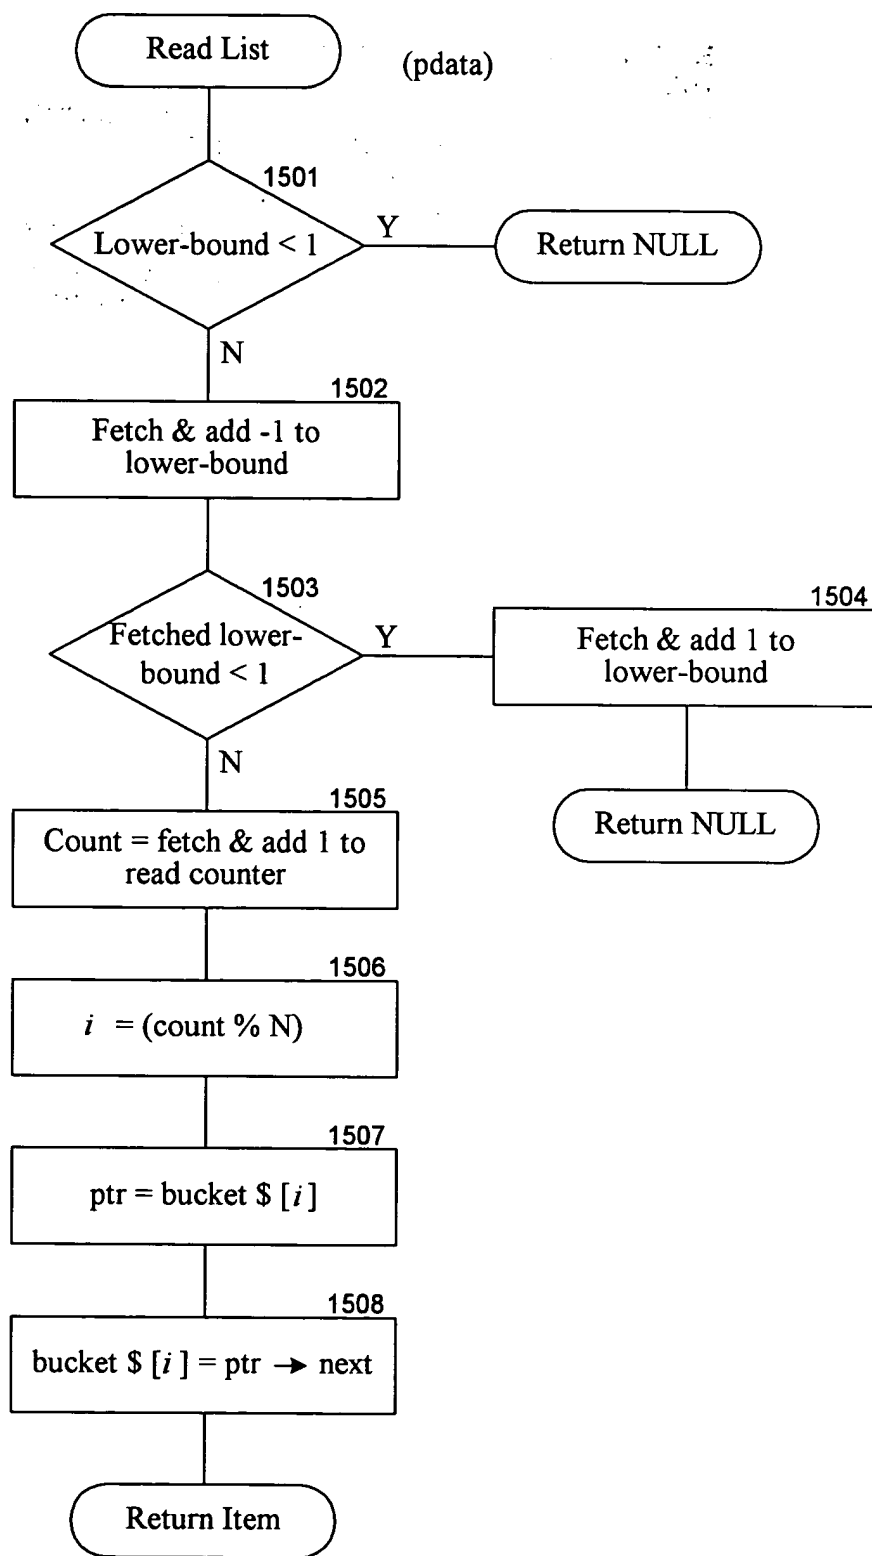 Read List
(pdata)
1501
Lower-bound < 1
Y
Return NULL
N
1502
Fetch & add -1 to
lower-bound
1503
Fetched lower-
bound < 1
Y
1504
Fetch & add 1 to
lower-bound
Return NULL
N
1505
Count = fetch & add 1 to
read counter
1506
i = (count % N)
1507
ptr = bucket $ [i]
1508
bucket $ [i] = ptr → next
Return Item